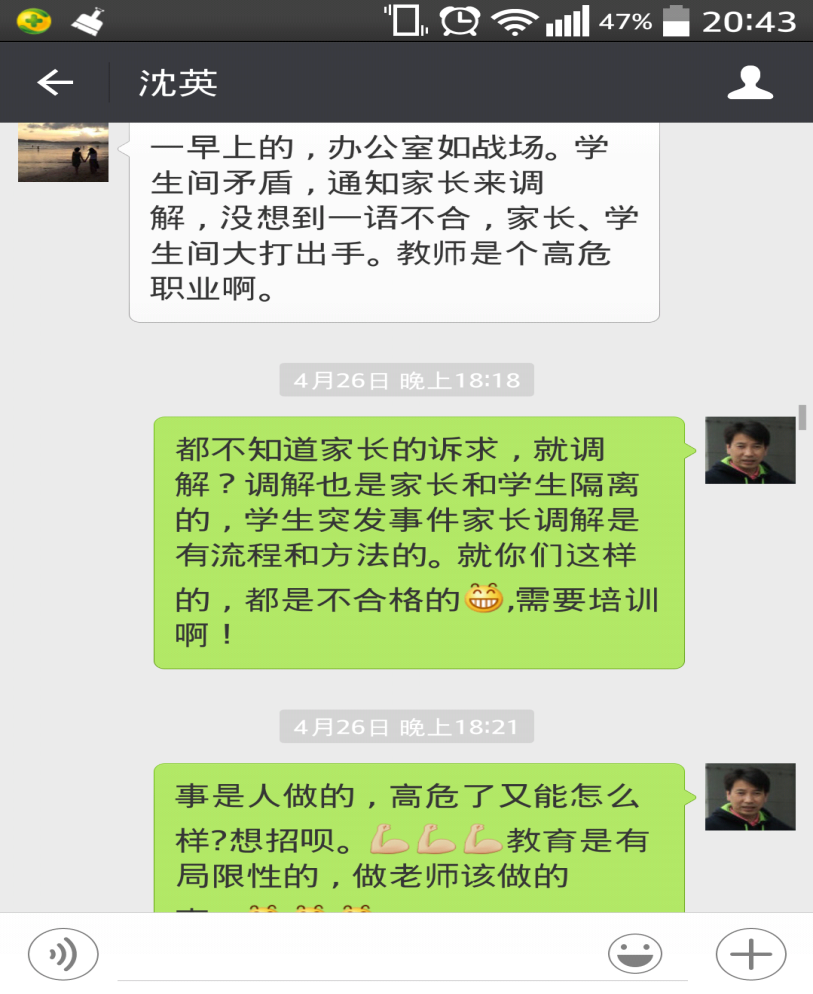 47% 20:43
沈英
一早上的，办公室如战场。学
生间矛盾，通知家长来调
解，没想到一语不合，家长、学
生间大打出手。教师是个高危
职业啊。
4月26日 晚上18:18
都不知道家长的诉求，就调
解？调解也是家长和学生隔离
的，学生突发事件家长调解是
有流程和方法的。就你们这样
的，都是不合格的😁,需要培训
啊！
4月26日 晚上18:21
事是人做的，高危了又能怎么
样?想招呗。💪💪💪教育是有
局限性的，做老师该做的